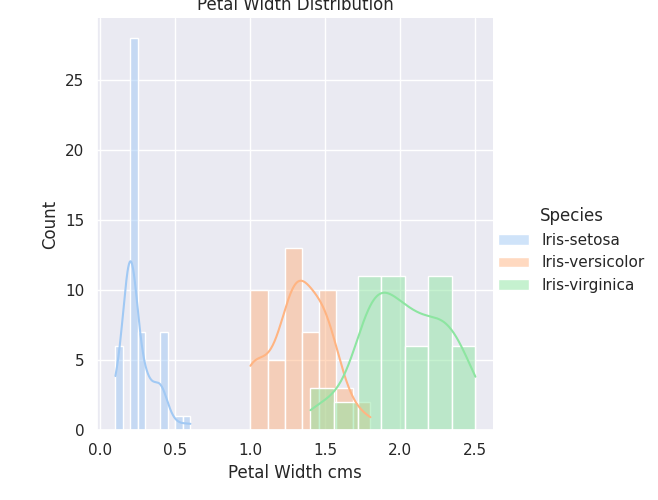 Petal Width Distribution
25
20
15
10
5
0
Count
0.0 0.5 1.0 1.5 2.0 2.5
Petal Width cms
Species
Iris-setosa
Iris-versicolor
Iris-virginica